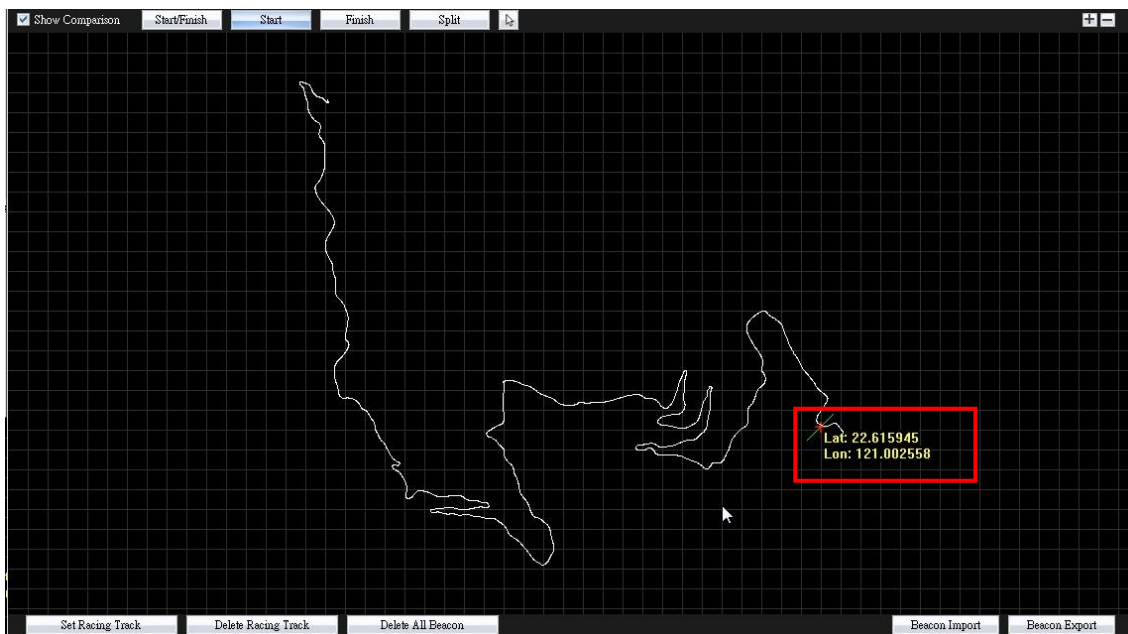 Show Comparison Start/Finish Start Finish Split
Lat: 22.615945
Lon: 121.002558
Set Racing Track Delete Racing Track Delete All Beacon Beacon Import Beacon Export